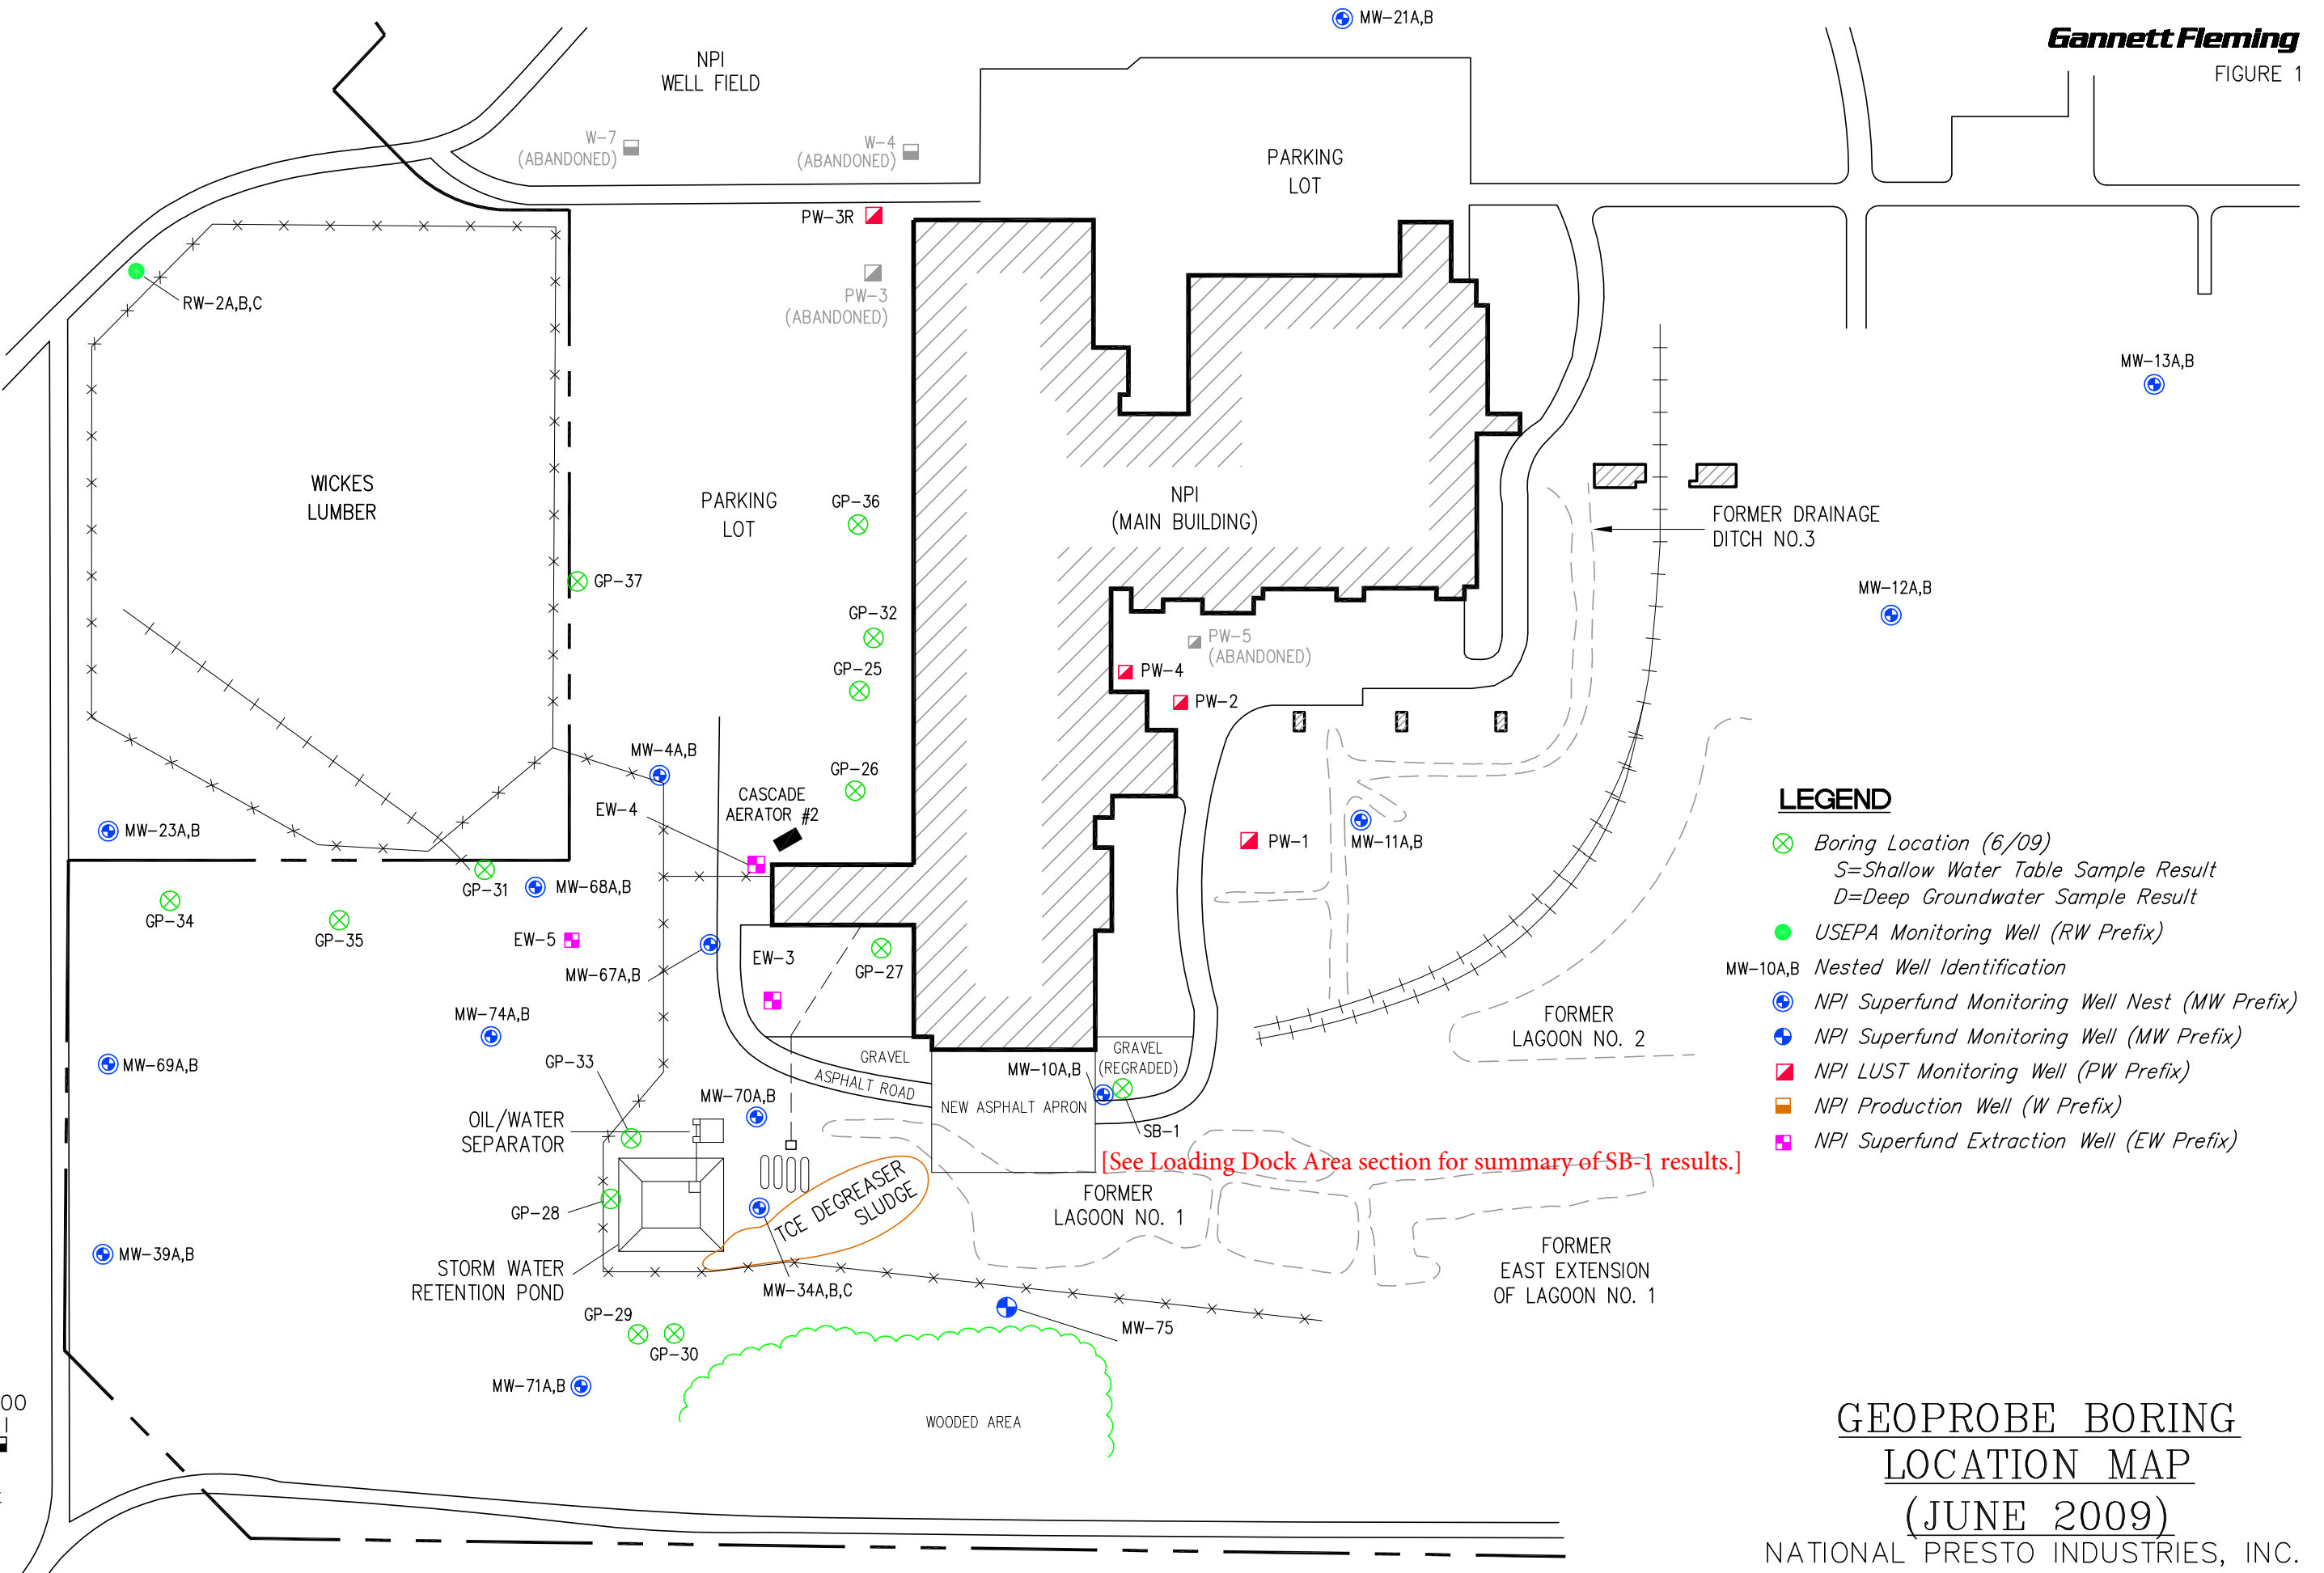 MW-21A,B
Gannett Fleming
FIGURE 1
NPI
WELL FIELD
W-7
(ABANDONED)
W-4
(ABANDONED)
PARKING
LOT
PW-3R
PW-3
(ABANDONED)
RW-2A,B,C
MW-13A,B
WICKES
LUMBER
PARKING
LOT
GP-36
NPI
(MAIN BUILDING)
FORMER DRAINAGE
DITCH NO.3
GP-37
MW-12A,B
GP-32
PW-5
(ABANDONED)
GP-25
PW-4
PW-2
MW-4A,B
GP-26
CASCADE
AERATOR #2
EW-4
MW-23A,B
PW-1
MW-11A,B
LEGEND
Boring Location (6/09)
S=Shallow Water Table Sample Result
D=Deep Groundwater Sample Result
USEPA Monitoring Well (RW Prefix)
MW-10A,B Nested Well Identification
NPI Superfund Monitoring Well Nest (MW Prefix)
NPI Superfund Monitoring Well (MW Prefix)
NPI LUST Monitoring Well (PW Prefix)
NPI Production Well (W Prefix)
NPI Superfund Extraction Well (EW Prefix)
GP-31
MW-68A,B
GP-34
GP-35
EW-5
MW-67A,B
EW-3
GP-27
MW-74A,B
FORMER
LAGOON NO. 2
GP-33
MW-69A,B
GRAVEL
ASPHALT ROAD
MW-10A,B
GRAVEL
(REGRADED)
MW-70A,B
NEW ASPHALT APRON
OIL/WATER
SEPARATOR
SB-1
[See Loading Dock Area section for summary of SB-1 results.]
TCE DEGREASER
SLUDGE
FORMER
LAGOON NO. 1
GP-28
MW-39A,B
STORM WATER
RETENTION POND
MW-34A,B,C
FORMER
EAST EXTENSION
OF LAGOON NO. 1
GP-29
GP-30
MW-75
MW-71A,B
WOODED AREA
00
GEOPROBE BORING
LOCATION MAP
(JUNE 2009)
NATIONAL PRESTO INDUSTRIES, INC.